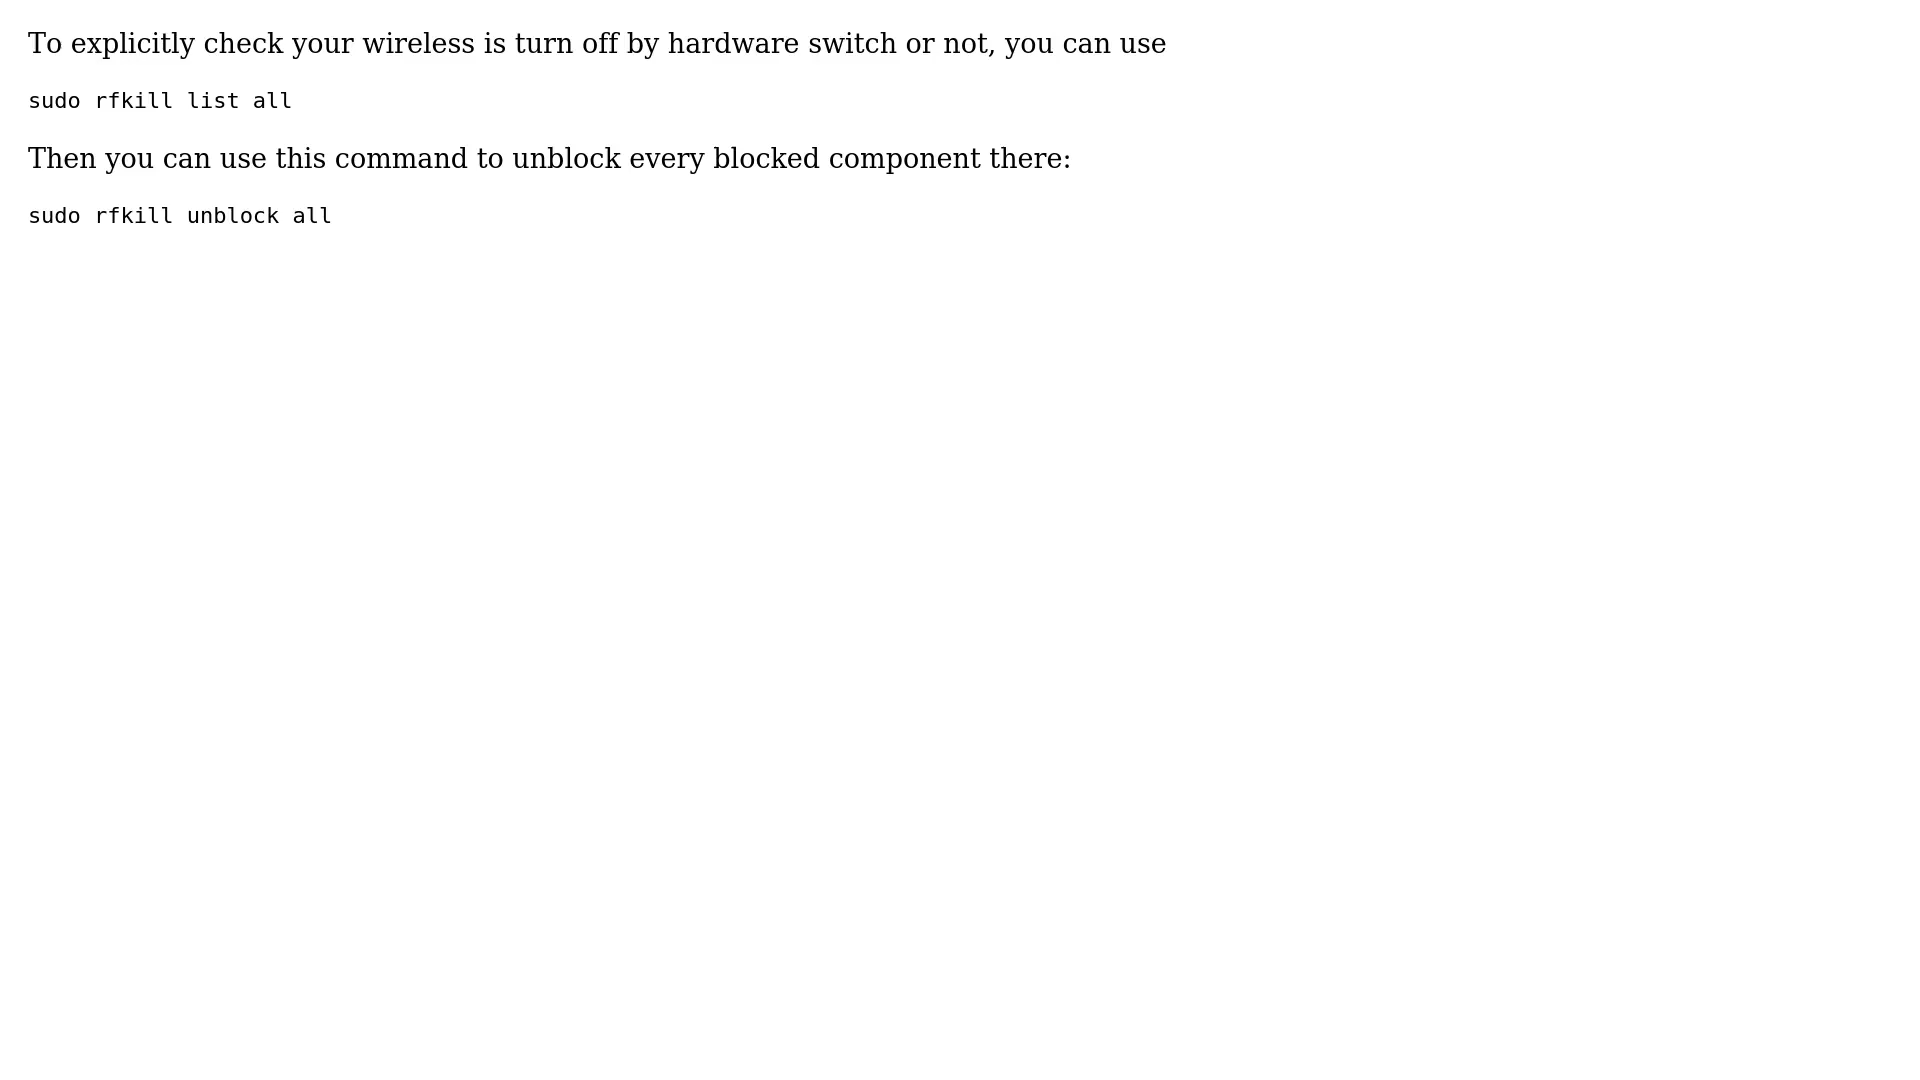 To explicitly check your wireless is turn off by hardware switch or not, you can use
sudo rfkill list all
Then you can use this command to unblock every blocked component there:
sudo rfkill unblock all